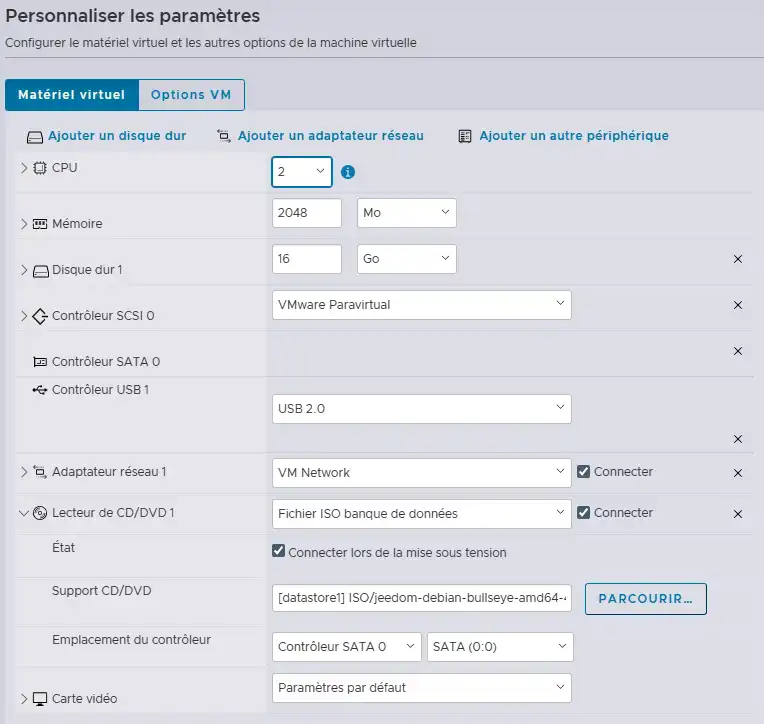 Personnaliser les paramètres
Configurer le matériel virtuel et les autres options de la machine virtuelle
Matériel virtuel Options VM
Ajouter un disque dur Ajouter un adaptateur réseau Ajouter un autre périphérique
CPU 2
Mémoire 2048 Mo
Disque dur 1 16 Go
Contrôleur SCSI 0 VMware Paravirtual
Contrôleur SATA 0
Contrôleur USB 1
USB 2.0
Adaptateur réseau 1 VM Network Connecter
Lecteur de CD/DVD 1 Fichier ISO banque de données Connecter
État Connecter lors de la mise sous tension
Support CD/DVD [datastore1] ISO/jeedom-debian-bullseye-amd64- PARCOURIR...
Emplacement du contrôleur Contrôleur SATA 0 SATA (0:0)
Carte vidéo Paramètres par défaut